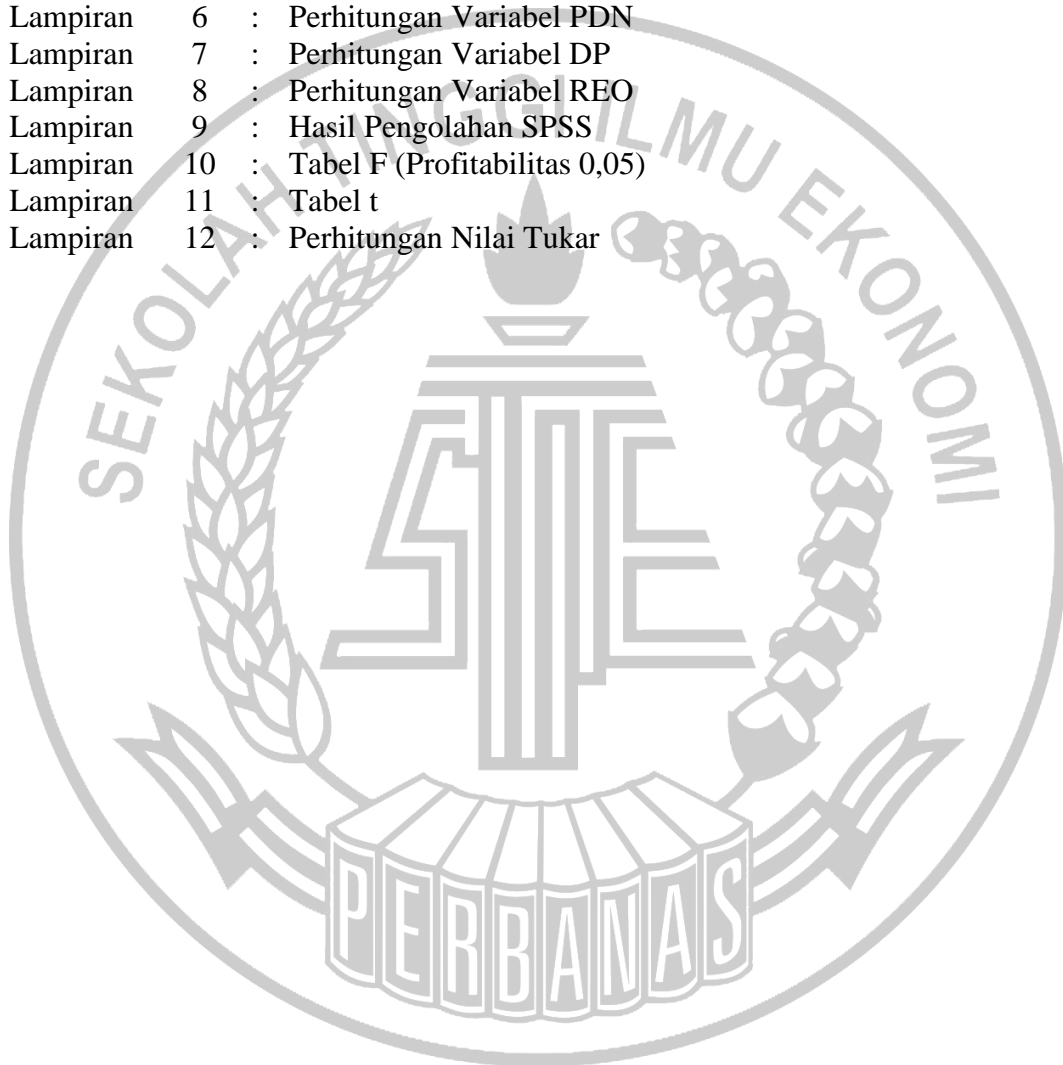 Lampiran 6 : Perhitungan Variabel PDN
Lampiran 7 : Perhitungan Variabel DP
Lampiran 8 : Perhitungan Variabel REO
Lampiran 9 : Hasil Pengolahan SPSS
Lampiran 10 : Tabel F (Profitabilitas 0,05)
Lampiran 11 : Tabel t
Lampiran 12 : Perhitungan Nilai Tukar
SEKOLAH TINGGI ILMU EKONOMI
STIE
PERBANAS